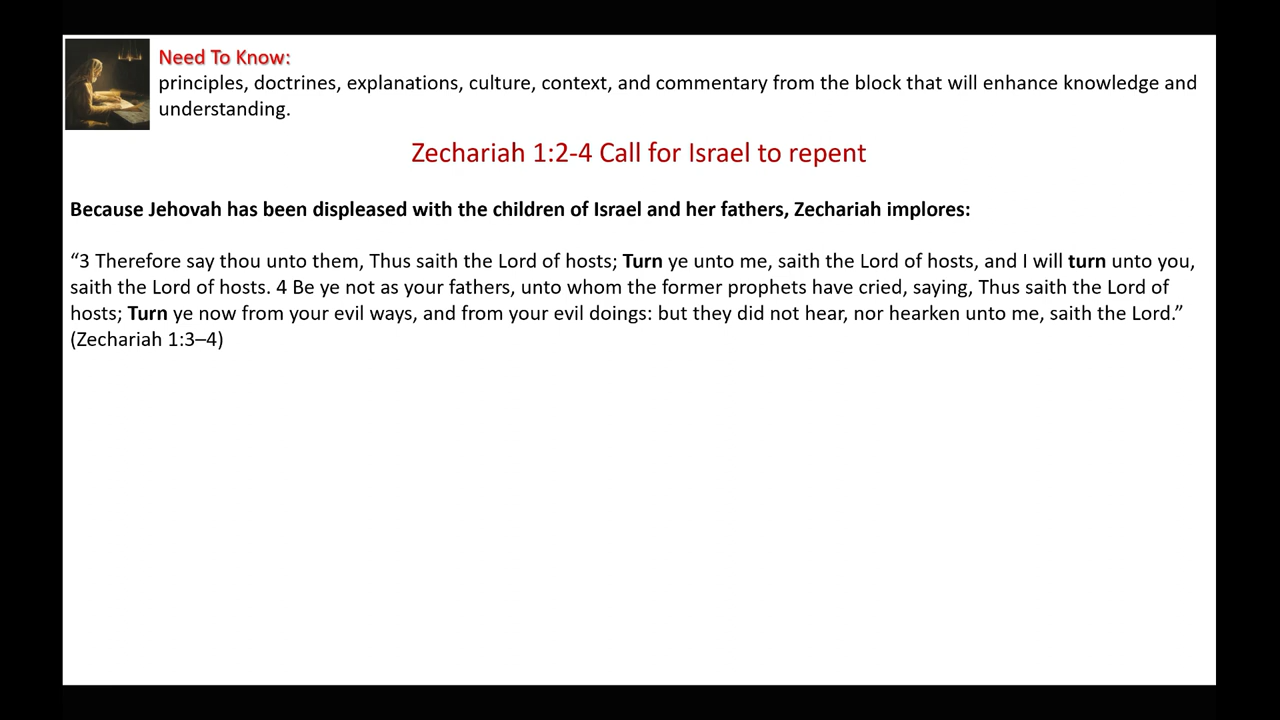 Need To Know:
principles, doctrines, explanations, culture, context, and commentary from the block that will enhance knowledge and
understanding.
Zechariah 1:2-4 Call for Israel to repent
Because Jehovah has been displeased with the children of Israel and her fathers, Zechariah implores:
“3 Therefore say thou unto them, Thus saith the Lord of hosts; Turn ye unto me, saith the Lord of hosts, and I will turn unto you,
saith the Lord of hosts. 4 Be ye not as your fathers, unto whom the former prophets have cried, saying, Thus saith the Lord of
hosts; Turn ye now from your evil ways, and from your evil doings: but they did not hear, nor hearken unto me, saith the Lord.”
(Zechariah 1:3–4)